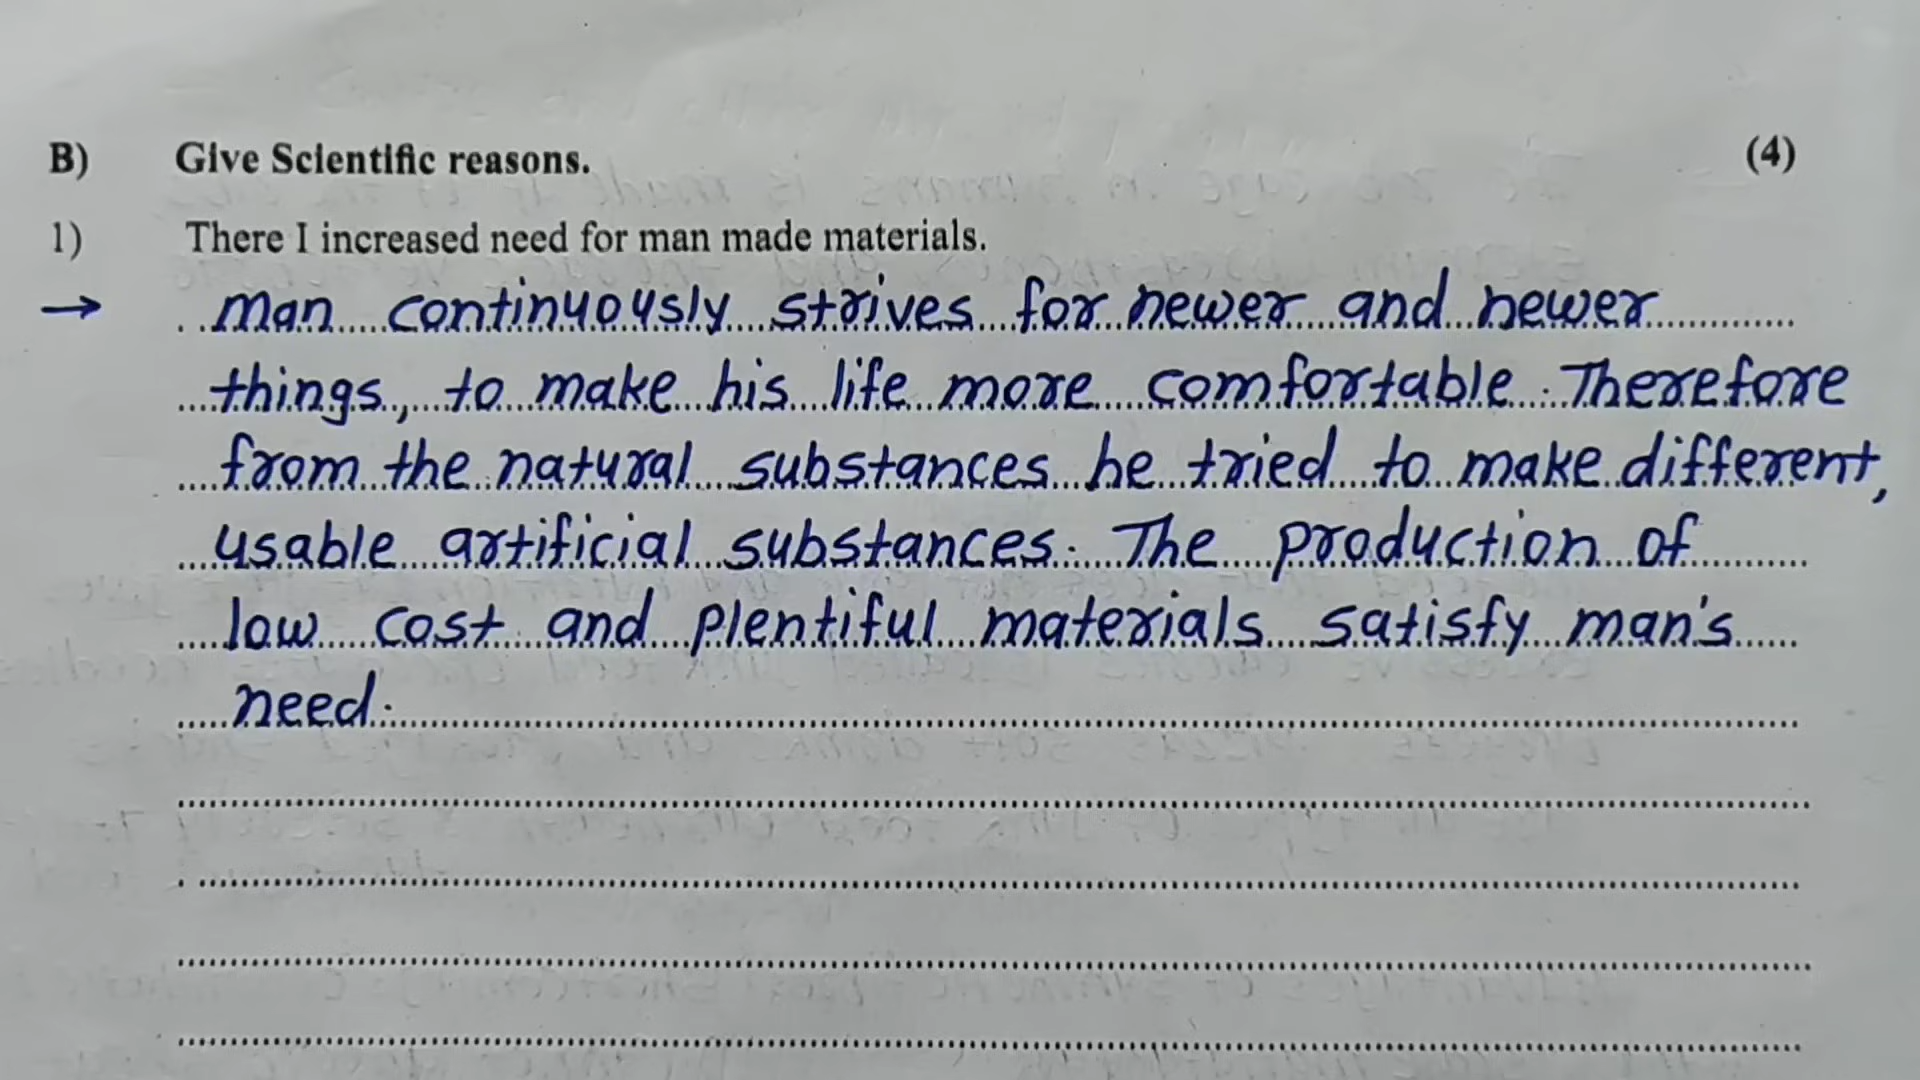 B) Give Scientific reasons. (4)
1) There I increased need for man made materials.
→ man continuously strives for newer and newer
things, to make his life more comfortable. Therefore
from the natural substances he tried to make different,
usable artificial substances. The production of
low cost and plentiful materials satisfy man's
need.